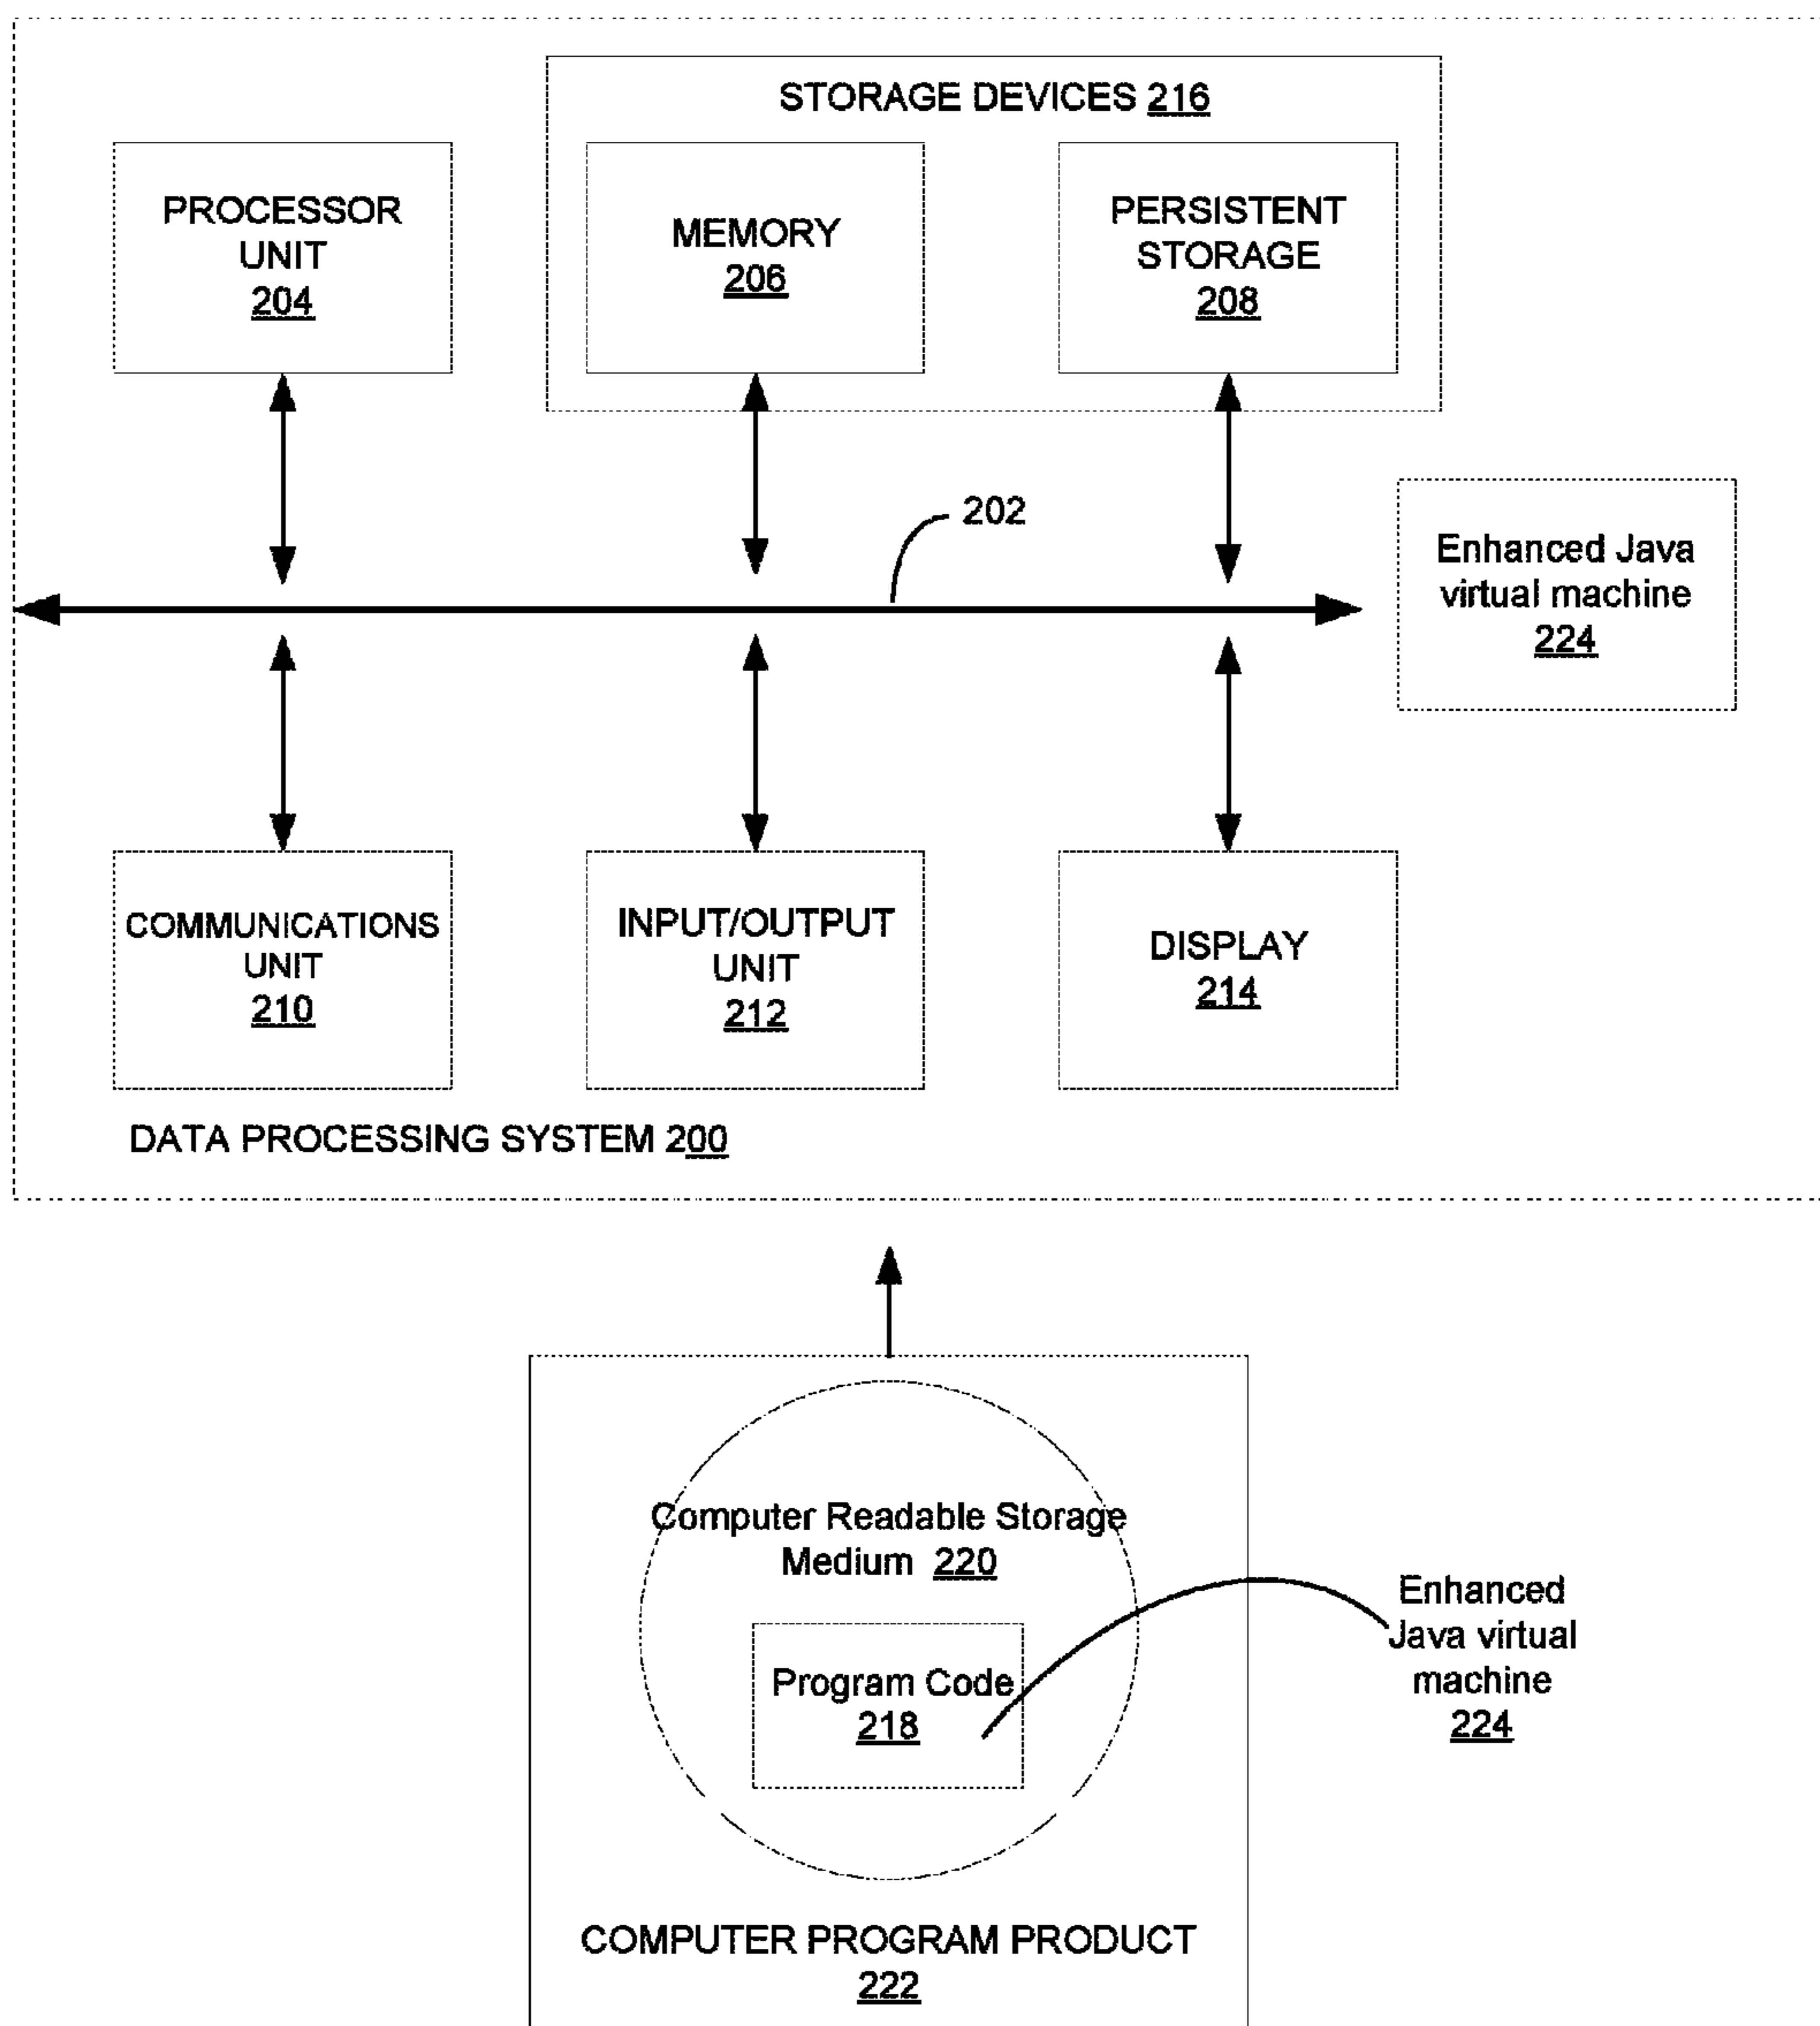 STORAGE DEVICES 216
PROCESSOR
UNIT
204
MEMORY
206
PERSISTENT
STORAGE
208
202
Enhanced Java
virtual machine
224
COMMUNICATIONS
UNIT
210
INPUT/OUTPUT
UNIT
212
DISPLAY
214
DATA PROCESSING SYSTEM 200
Computer Readable Storage
Medium 220
Program Code
218
Enhanced
Java virtual
machine
224
COMPUTER PROGRAM PRODUCT
222